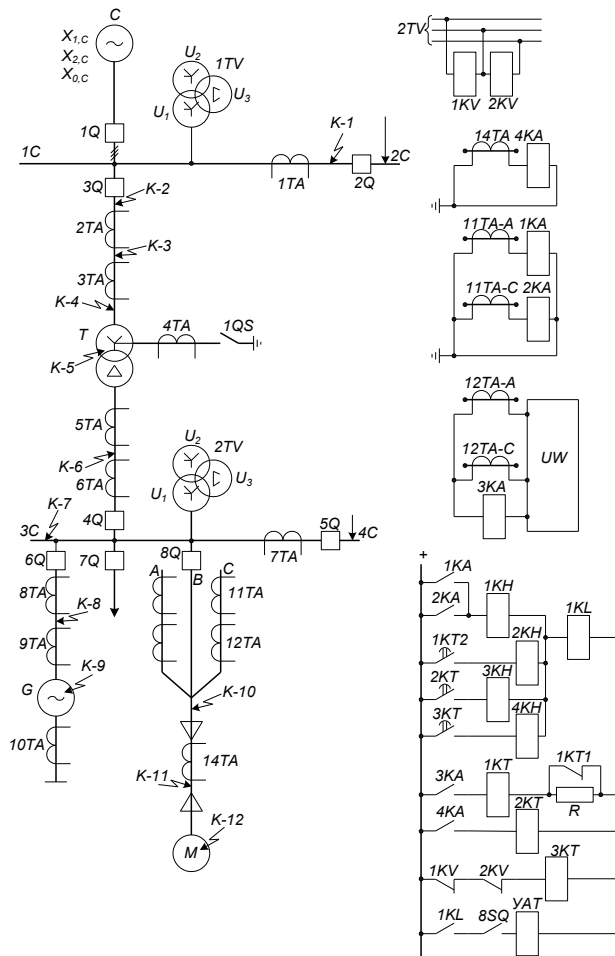 C
X1,C
X2,C
X0,C
U2
1TV
U1
U3
1Q
K-1
1C
2C
1TA
2Q
3Q
K-2
2TA
K-3
3TA
K-4
T
4TA
1QS
K-5
5TA
K-6
6TA
U2
2TV
U1
U3
K-7
4Q
3C
5Q
4C
6Q
7Q
8Q
7TA
A
B
C
8TA
11TA
K-8
9TA
12TA
K-9
G
K-10
10TA
14TA
K-11
K-12
M
2TV
1KV
2KV
14TA
4KA
11TA-A
1KA
11TA-C
2KA
12TA-A
12TA-C
UW
3KA
+
1KA
1KH
2KA
1KL
1KT2
2KH
2KT
3KH
3KT
4KH
3KA
1KT
1KT1
R
4KA
2KT
3KT
1KV
2KV
1KL
8SQ
УАТ